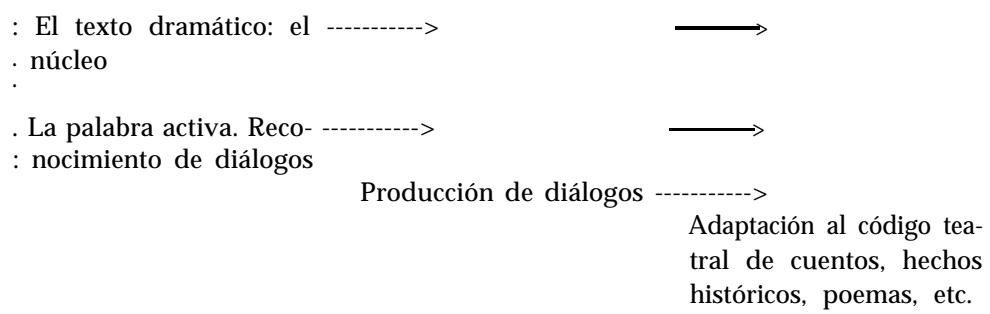 : El texto dramático: el ----------->
. núcleo
.
. La palabra activa. Reco- ----------->
: nocimiento de diálogos
Producción de diálogos ----------->
Adaptación al código tea-
tral de cuentos, hechos
históricos, poemas, etc.